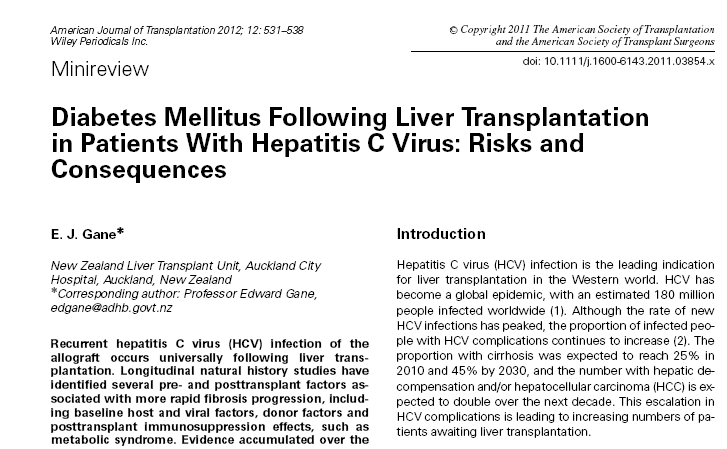 American Journal of Transplantation 2012; 12: 531–538
Wiley Periodicals Inc.
© Copyright 2011 The American Society of Transplantation
and the American Society of Transplant Surgeons
doi: 10.1111/j.1600-6143.2011.03854.x
Minireview
Diabetes Mellitus Following Liver Transplantation
in Patients With Hepatitis C Virus: Risks and
Consequences
E. J. Gane*
New Zealand Liver Transplant Unit, Auckland City
Hospital, Auckland, New Zealand
*Corresponding author: Professor Edward Gane,
edgane@adhb.govt.nz
Recurrent hepatitis C virus (HCV) infection of the
allograft occurs universally following liver trans-
plantation. Longitudinal natural history studies have
identified several pre- and posttransplant factors as-
sociated with more rapid fibrosis progression, includ-
ing baseline host and viral factors, donor factors and
posttransplant immunosuppression effects, such as
metabolic syndrome. Evidence accumulated over the
Introduction
Hepatitis C virus (HCV) infection is the leading indication
for liver transplantation in the Western world. HCV has
become a global epidemic, with an estimated 180 million
people infected worldwide (1). Although the rate of new
HCV infections has peaked, the proportion of infected peo-
ple with HCV complications continues to increase (2). The
proportion with cirrhosis was expected to reach 25% in
2010 and 45% by 2030, and the number with hepatic de-
compensation and/or hepatocellular carcinoma (HCC) is ex-
pected to double over the next decade. This escalation in
HCV complications is leading to increasing numbers of pa-
tients awaiting liver transplantation.